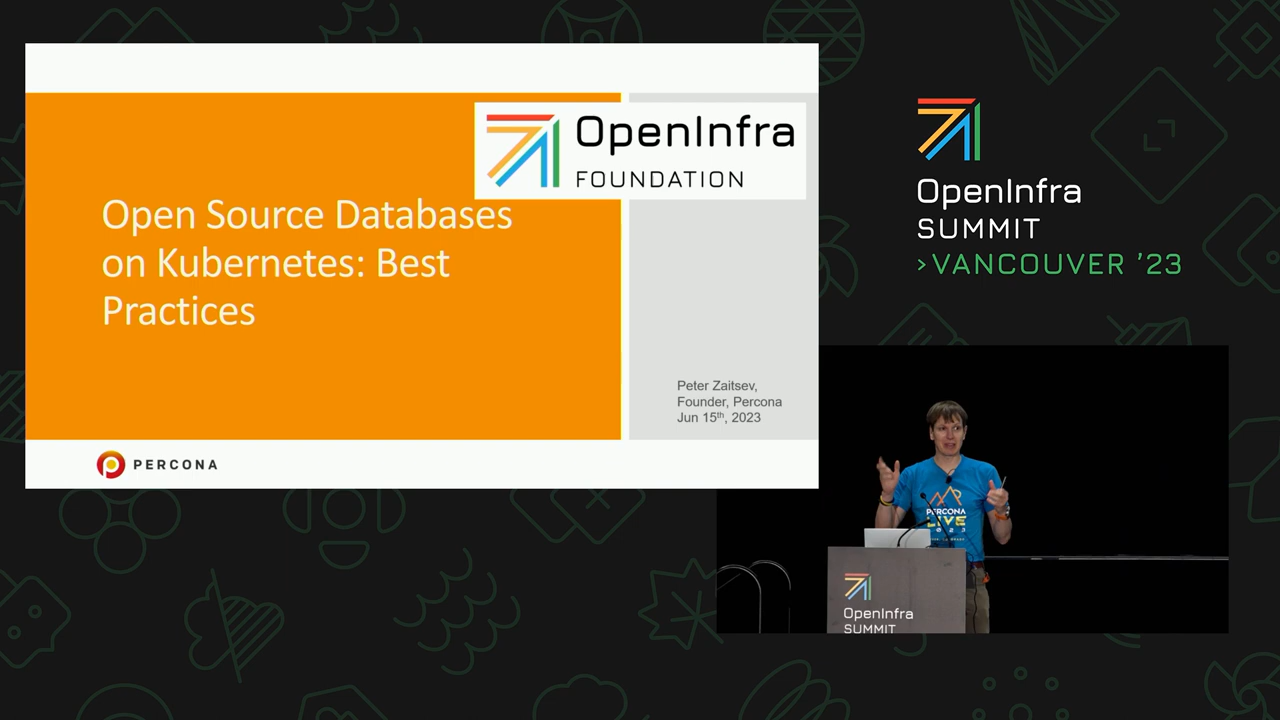 OpenInfra
FOUNDATION
Open Source Databases
on Kubernetes: Best
Practices
Peter Zaitsev,
Founder, Percona
Jun 15th, 2023
PERCONA
OpenInfra
SUMMIT
>VANCOUVER '23
PERCONA
LIVE
2023
OpenInfra
SUMMIT